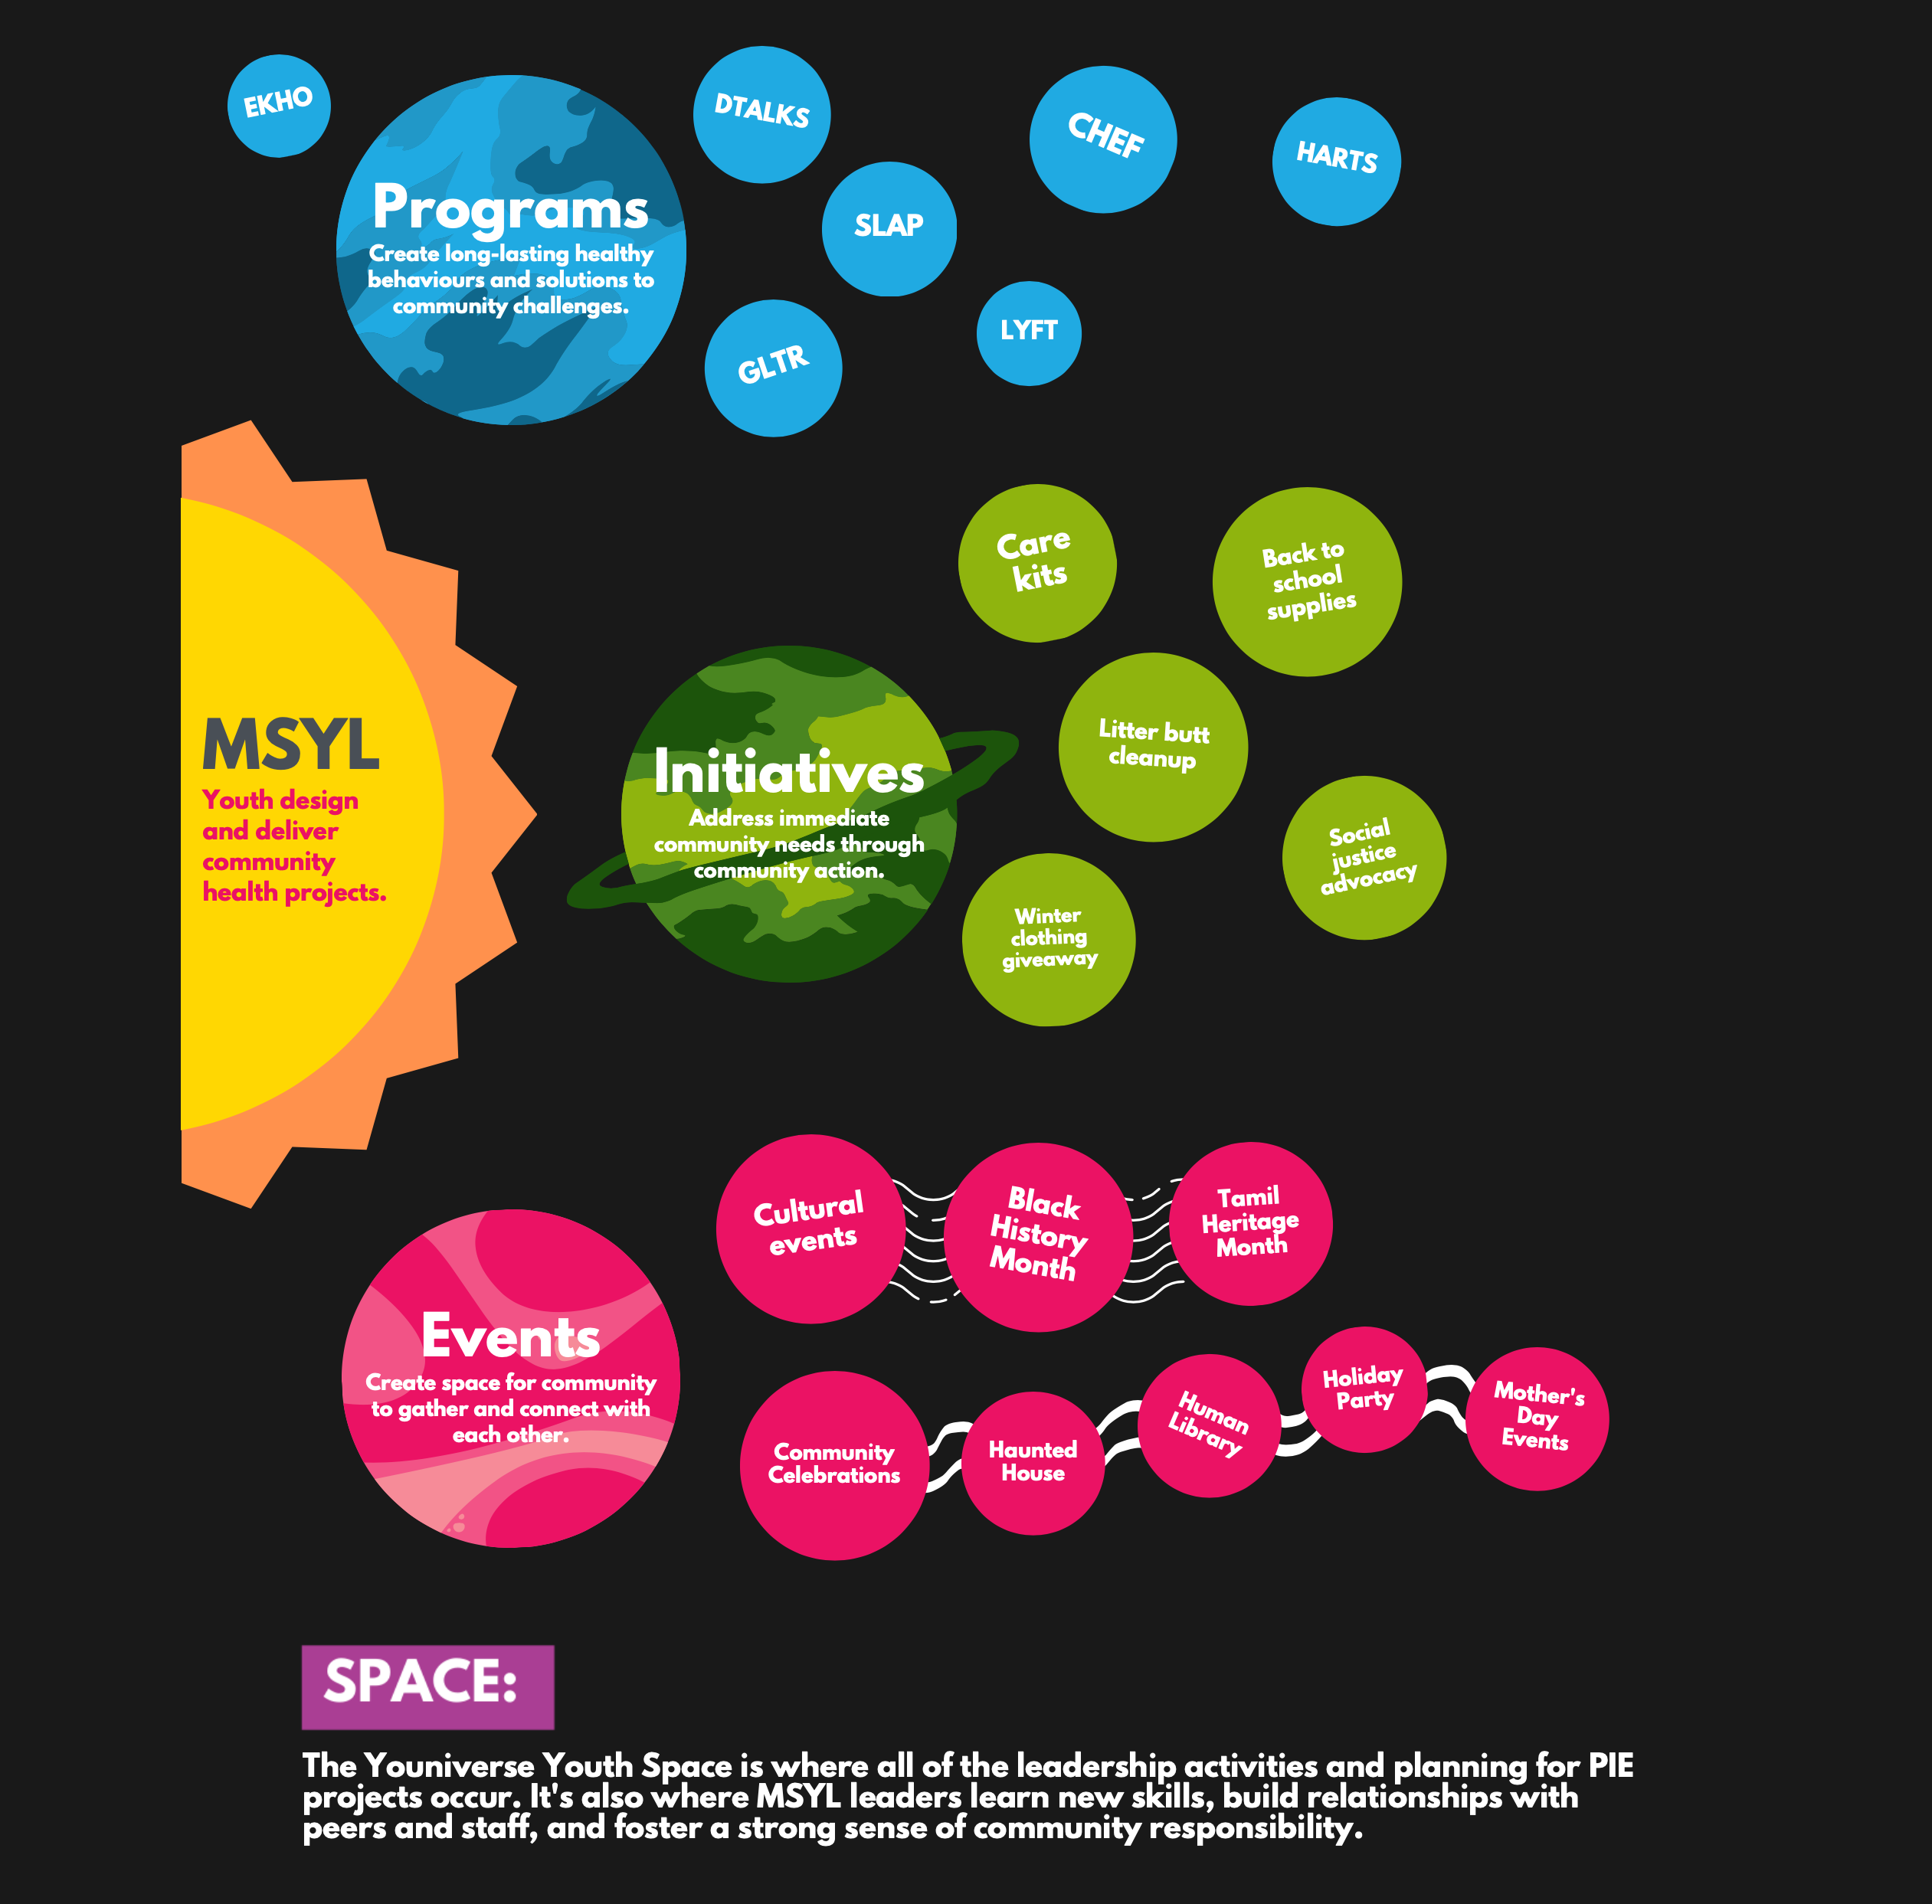 EKHO
DTALKS
CHEF
HARTS
SLAP
LYFT
GLTR
Programs
Create long-lasting healthy
behaviours and solutions to
community challenges.
MSYL
Youth design
and deliver
community
health projects.
Initiatives
Address immediate
community needs through
community action.
Care
kits
Back to
school
supplies
Litter butt
cleanup
Social
justice
advocacy
Winter
clothing
giveaway
Events
Create space for community
to gather and connect with
each other.
Cultural
events
Black
History
Month
Tamil
Heritage
Month
Community
Celebrations
Haunted
House
Human
Library
Holiday
Party
Mother's
Day
Events
SPACE:
The Youniverse Youth Space is where all of the leadership activities and planning for PIE
projects occur. It's also where MSYL leaders learn new skills, build relationships with
peers and staff, and foster a strong sense of community responsibility.